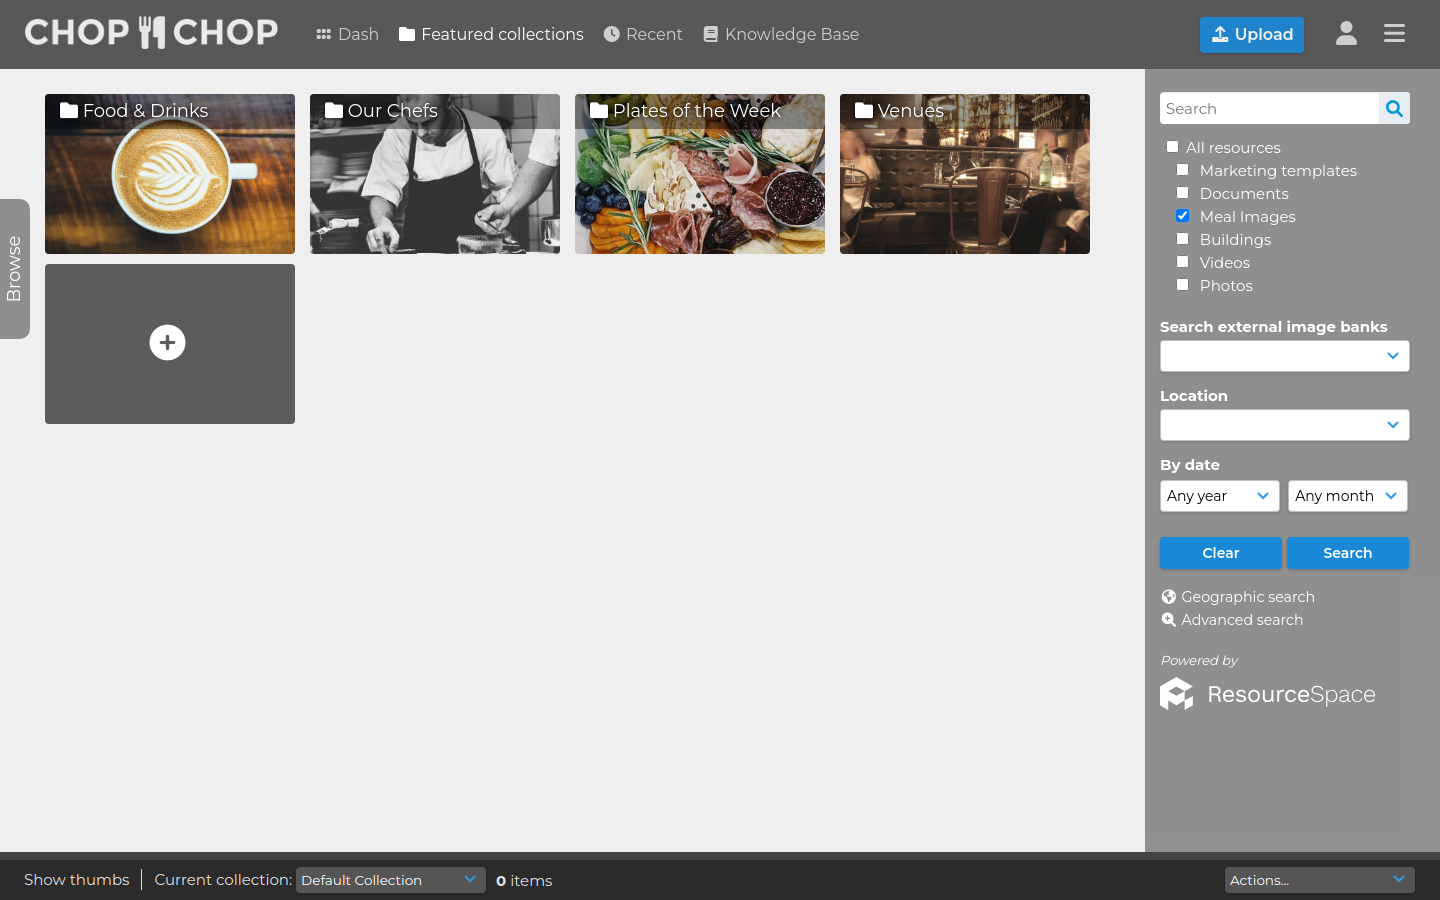 CHOP CHOP
Dash
Featured collections
Recent
Knowledge Base
Upload
Food & Drinks
Our Chefs
Plates of the Week
Venues
Browse
Search
All resources
Marketing templates
Documents
Meal Images
Buildings
Videos
Photos
Search external image banks
Location
By date
Any year
Any month
Clear
Search
Geographic search
Advanced search
Powered by
ResourceSpace
Show thumbs
Current collection: Default Collection
0 items
Actions...